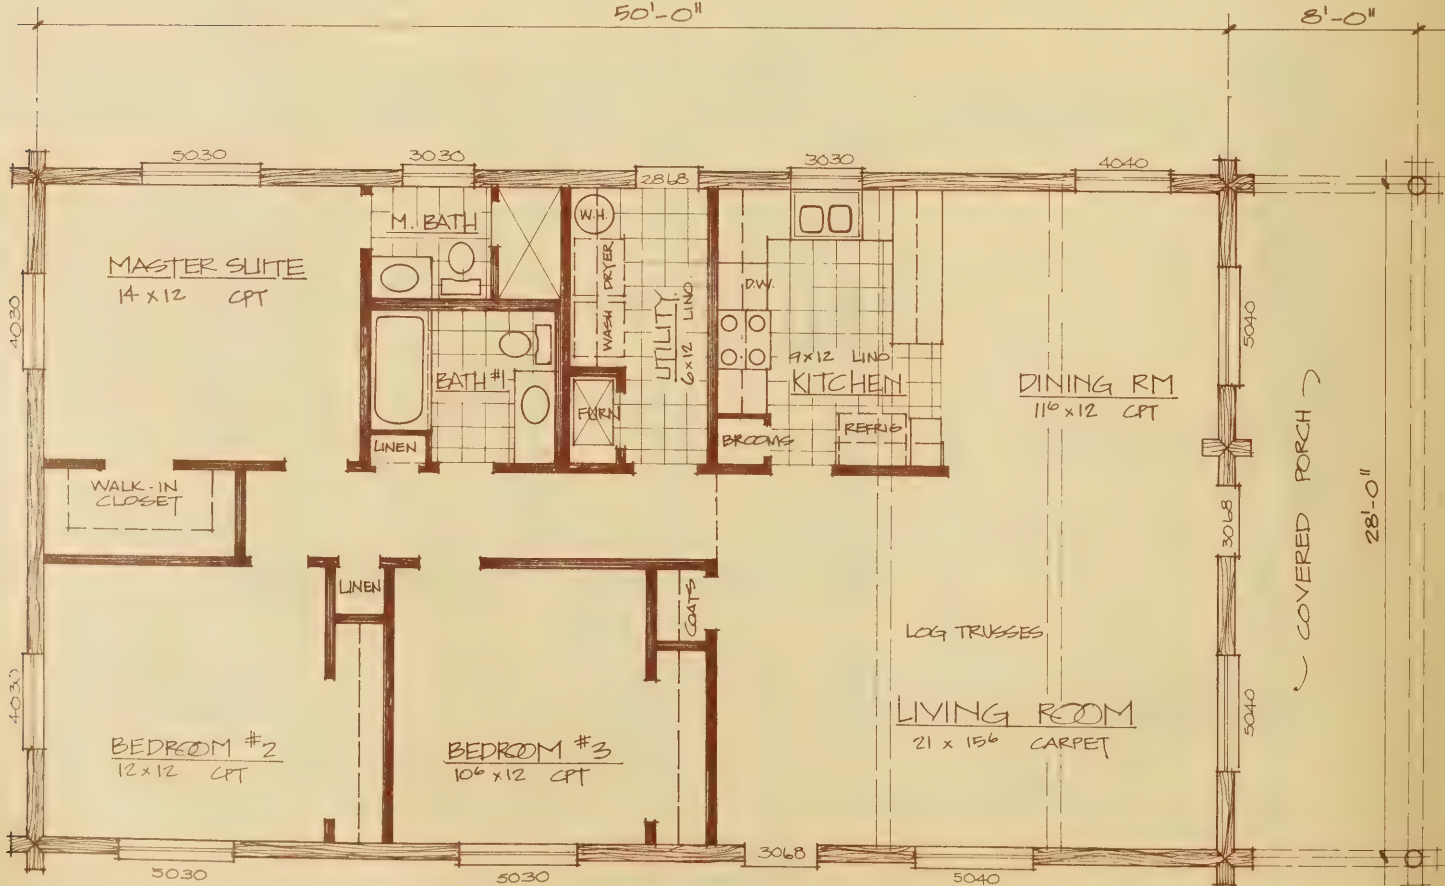 50'-0"
8'-0"
5030
3030
2868
3030
4040
M. BATH
W.H.
MASTER SUITE
14 x 12 CPT
DRYER
WASH
UTILITY
6x12 LINO
D.W.
4030
5040
BATH #1
9x12 LINO
KITCHEN
DINING RM
11⁶ x 12 CPT
FURN
LINEN
BROOMS
REFRIG
WALK-IN
CLOSET
COVERED PORCH
28'-0"
3068
LINEN
COATS
LOG TRUSSES
4030
5040
LIVING ROOM
21 x 15⁶ CARPET
BEDROOM #2
12x12 CPT
BEDROOM #3
10⁶ x 12 CPT
3068
5030
5030
5040